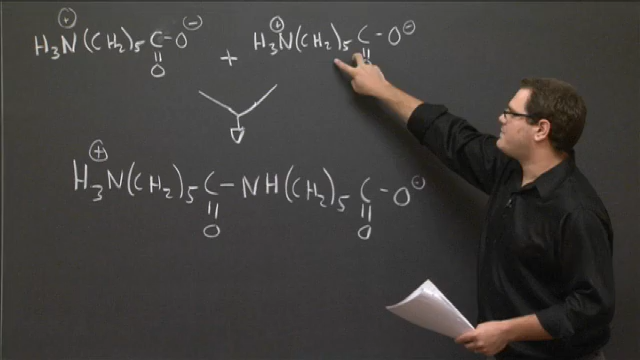 H₃N⊕(CH₂)₅C(=O)-O⊖ + H₃N⊕(CH₂)₅C(=O)-O⊖
H₃N⊕(CH₂)₅C(=O)-NH(CH₂)₅C(=O)-O⊖